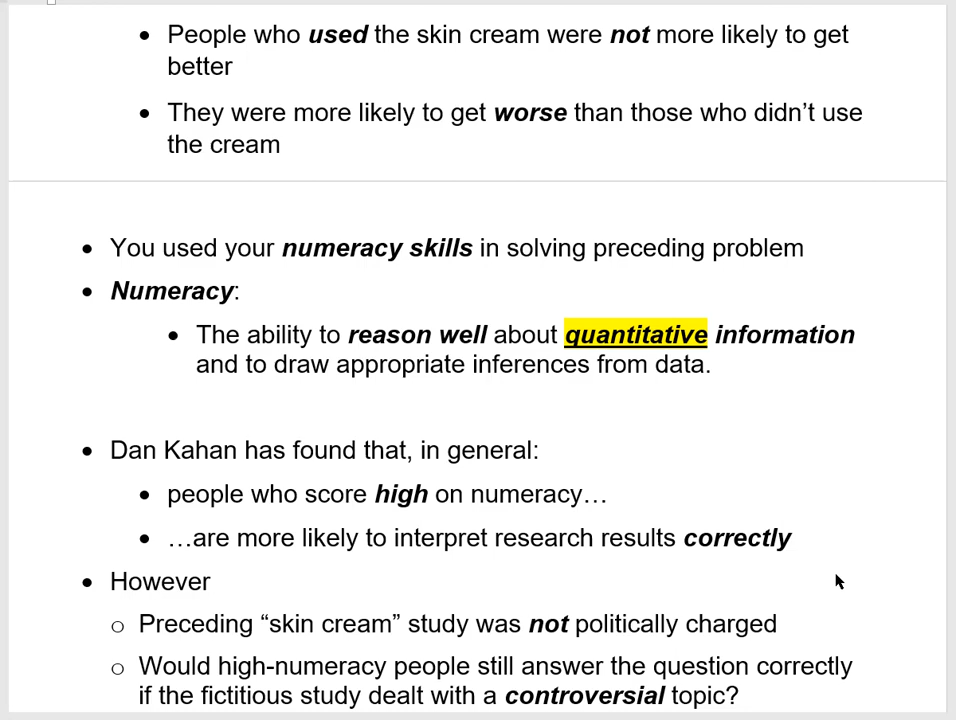 • People who used the skin cream were not more likely to get
better
• They were more likely to get worse than those who didn’t use
the cream
• You used your numeracy skills in solving preceding problem
• Numeracy:
• The ability to reason well about quantitative information
and to draw appropriate inferences from data.
• Dan Kahan has found that, in general:
• people who score high on numeracy…
• …are more likely to interpret research results correctly
• However
o Preceding “skin cream” study was not politically charged
o Would high-numeracy people still answer the question correctly
if the fictitious study dealt with a controversial topic?